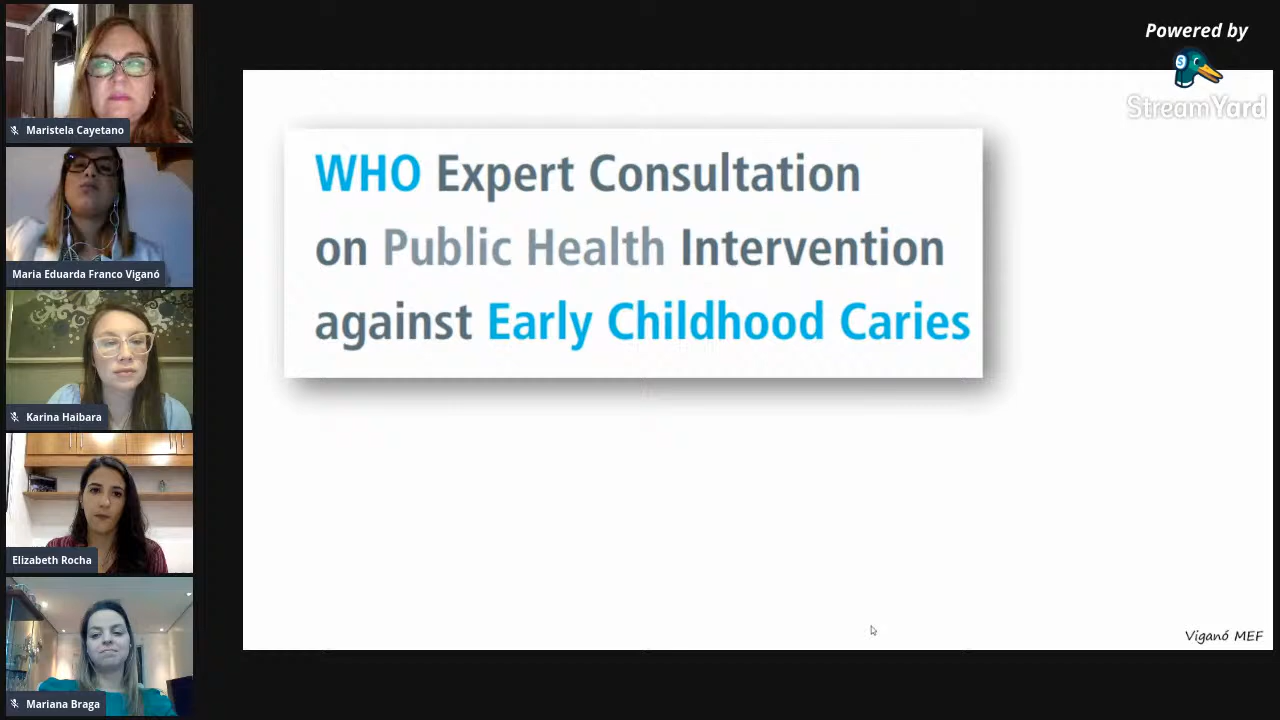 Maristela Cayetano
Maria Eduarda Franco Viganó
Karina Haibara
Elizabeth Rocha
Mariana Braga
Powered by
StreamYard
WHO Expert Consultation
on Public Health Intervention
against Early Childhood Caries
Viganó MEF